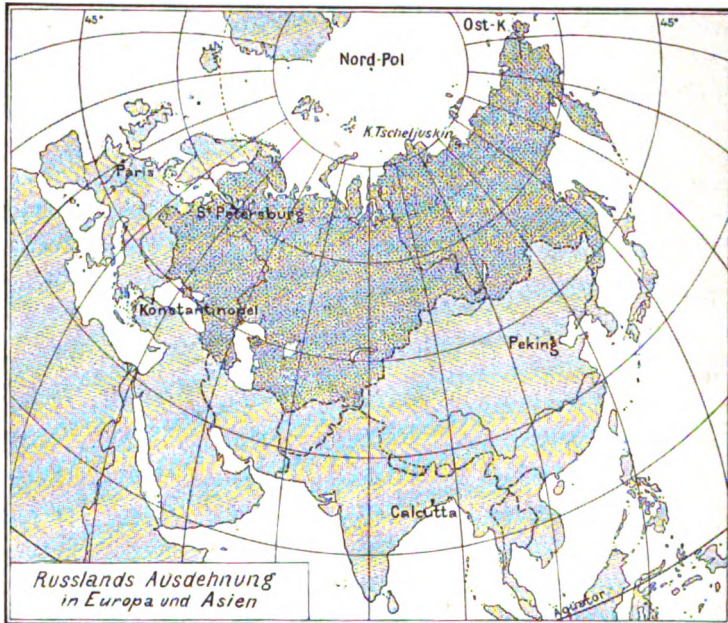 45°
Ost-K
45°
Nord-Pol
K.Tscheljuskin
Paris
St Petersburg
Konstantinopel
Peking
Calcutta
Äquator
Russlands Ausdehnung
in Europa und Asien